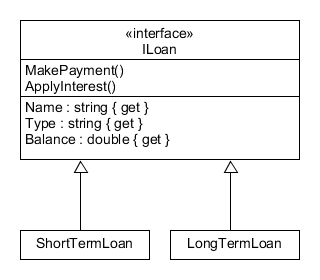 «interface»
ILoan
MakePayment()
ApplyInterest()
Name : string { get }
Type : string { get }
Balance : double { get }
ShortTermLoan
LongTermLoan